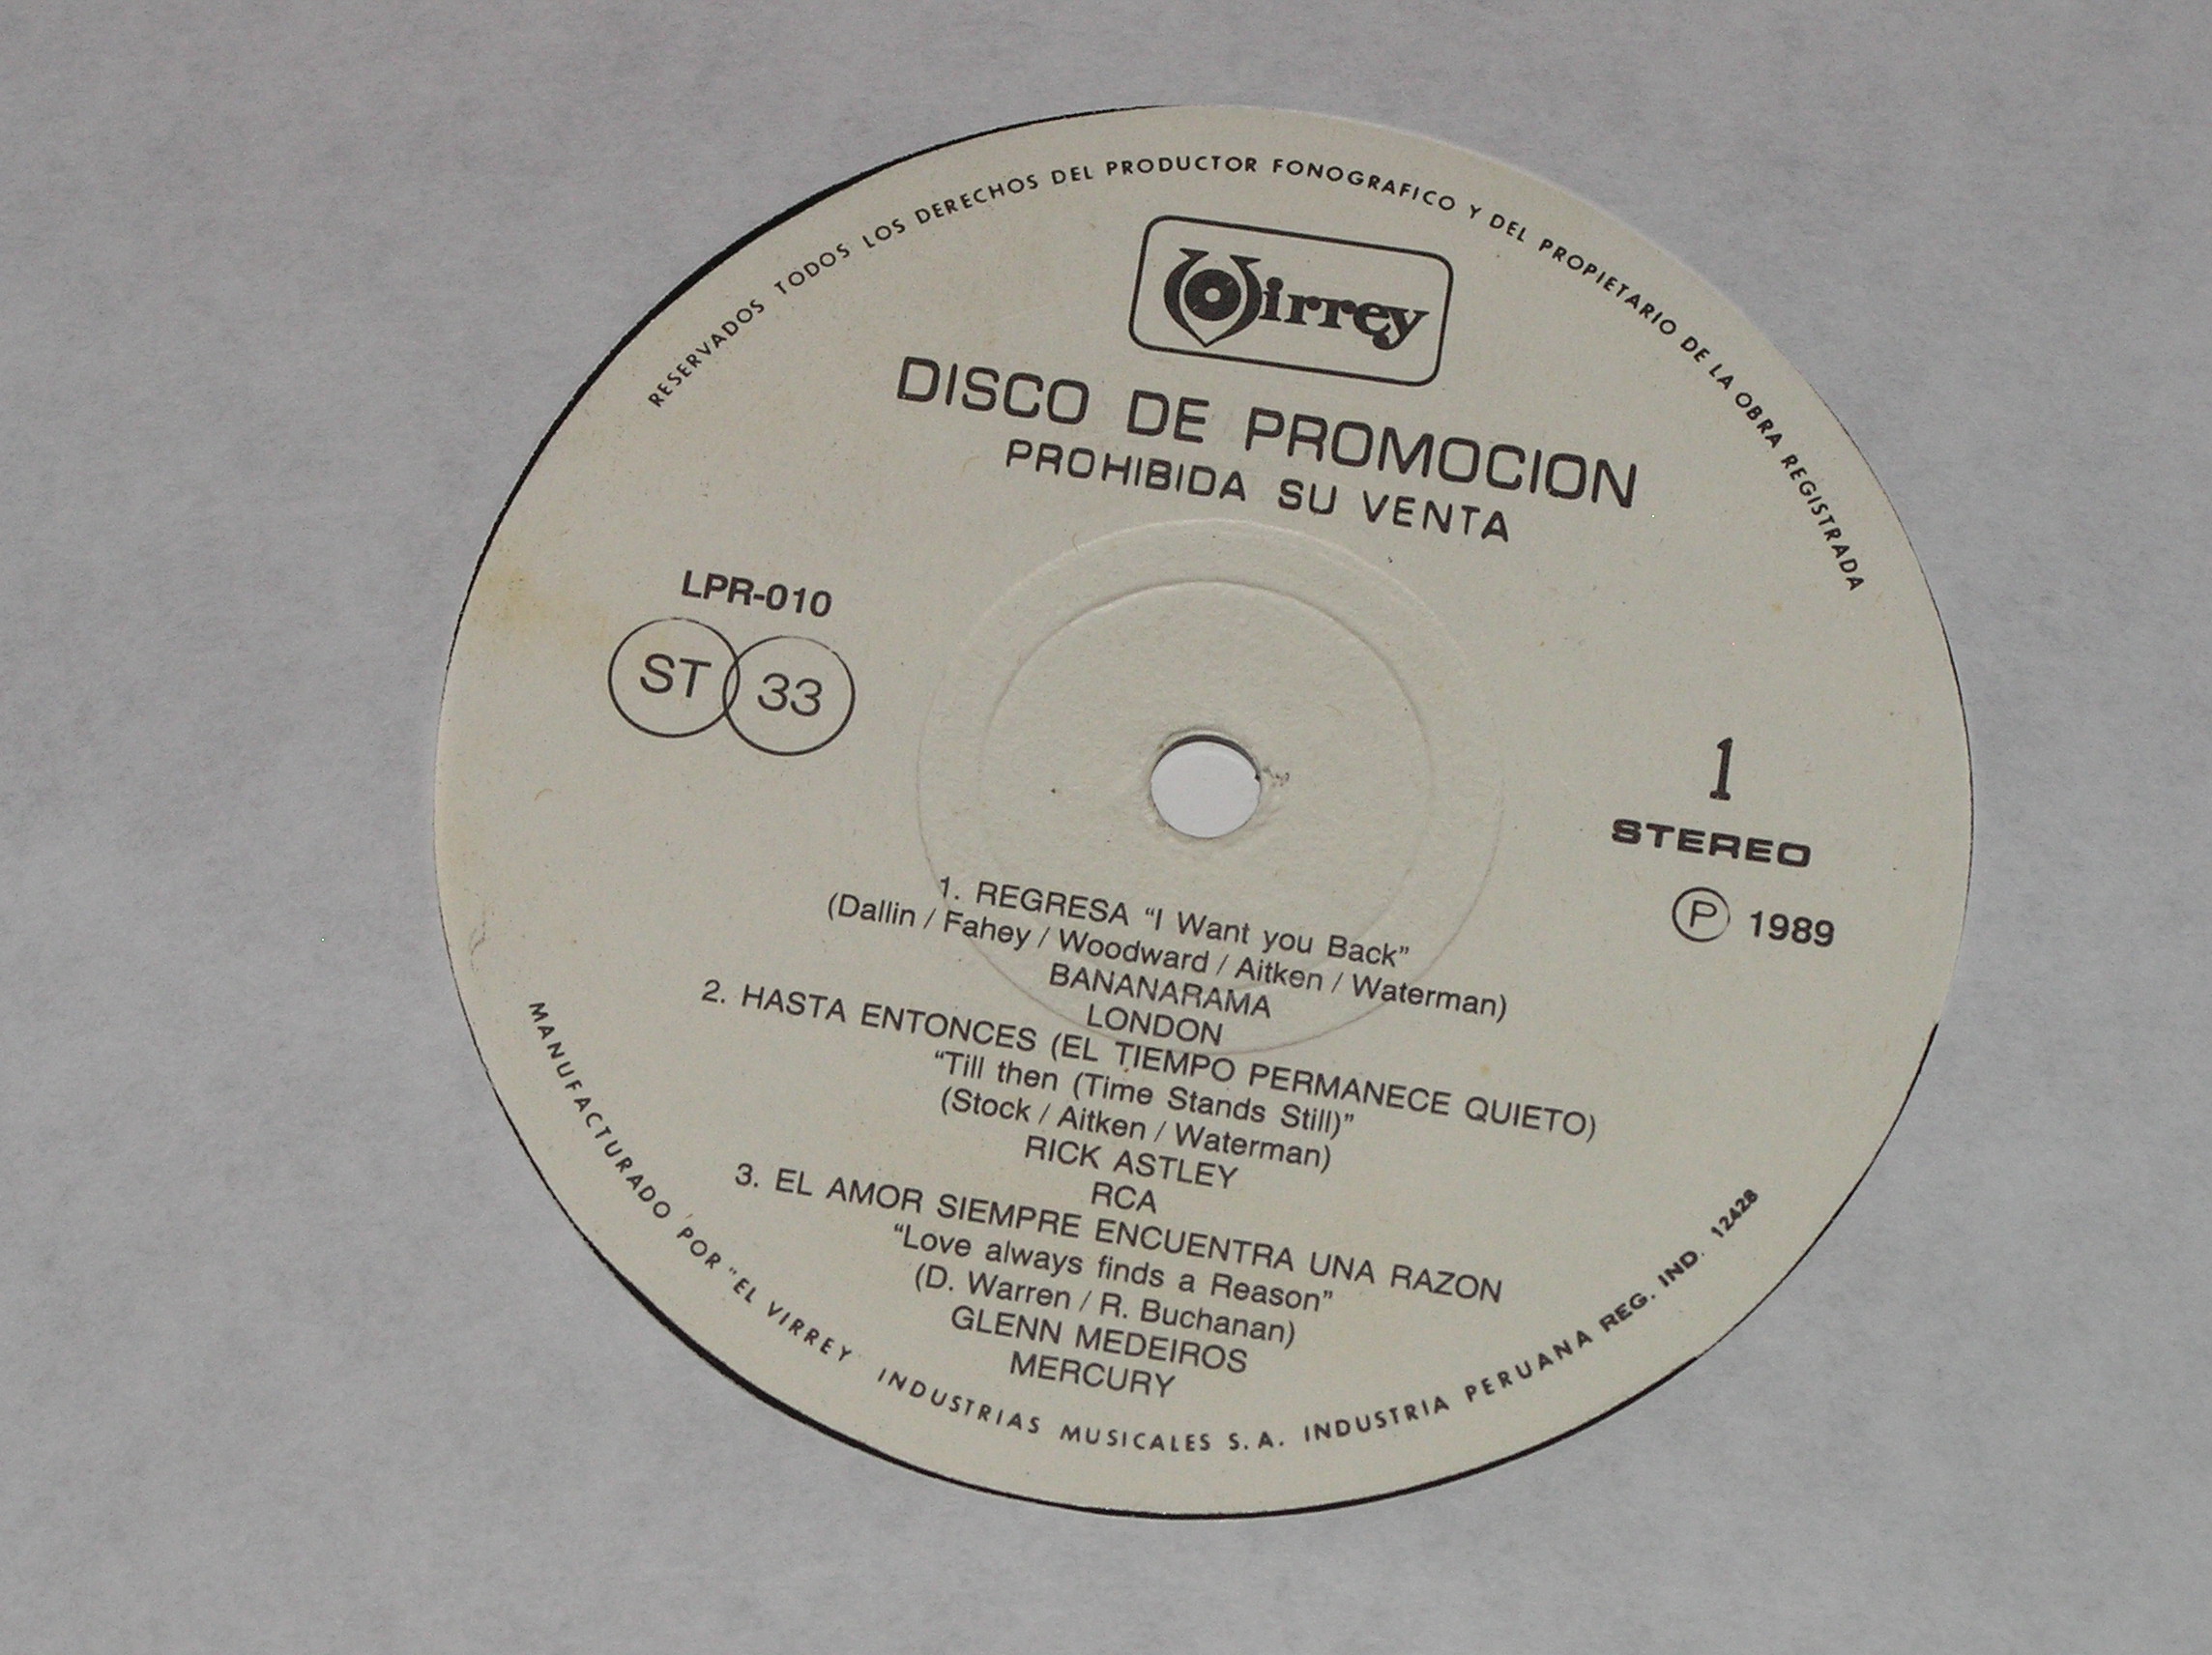 RESERVADOS TODOS LOS DERECHOS DEL PRODUCTOR FONOGRAFICO Y DEL PROPIETARIO DE LA OBRA REGISTRADA
Virrey
DISCO DE PROMOCION
PROHIBIDA SU VENTA
LPR-010
ST 33
1
STEREO
Ⓟ 1989
1. REGRESA “I Want you Back”
(Dallin / Fahey / Woodward / Aitken / Waterman)
BANANARAMA
LONDON
2. HASTA ENTONCES (EL TIEMPO PERMANECE QUIETO)
“Till then (Time Stands Still)”
(Stock / Aitken / Waterman)
RICK ASTLEY
RCA
3. EL AMOR SIEMPRE ENCUENTRA UNA RAZON
“Love always finds a Reason”
(D. Warren / R. Buchanan)
GLENN MEDEIROS
MERCURY
MANUFACTURADO POR "EL VIRREY INDUSTRIAS MUSICALES S.A. INDUSTRIA PERUANA REG. IND. 12428